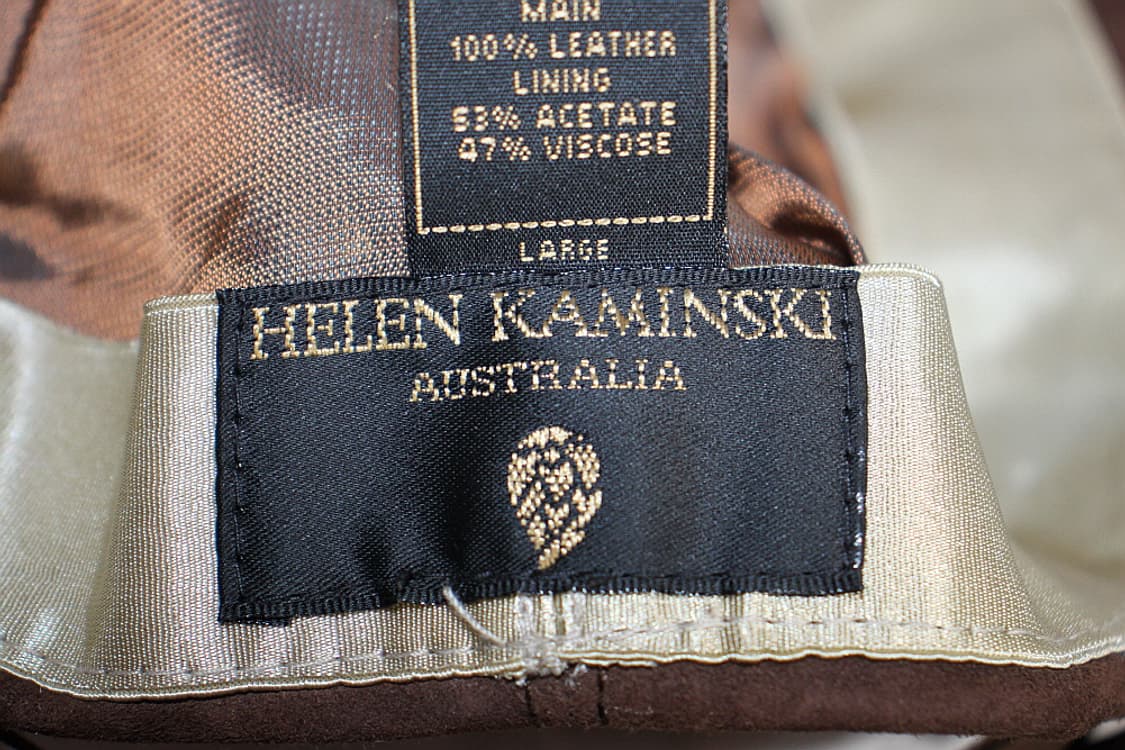 MAIN
100% LEATHER
LINING
53% ACETATE
47% VISCOSE
LARGE
HELEN KAMINSKI
AUSTRALIA